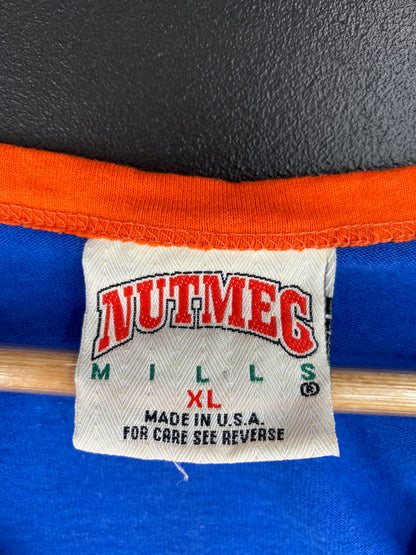 NUTMEG
MILLS
®
XL
MADE IN U.S.A.
FOR CARE SEE REVERSE